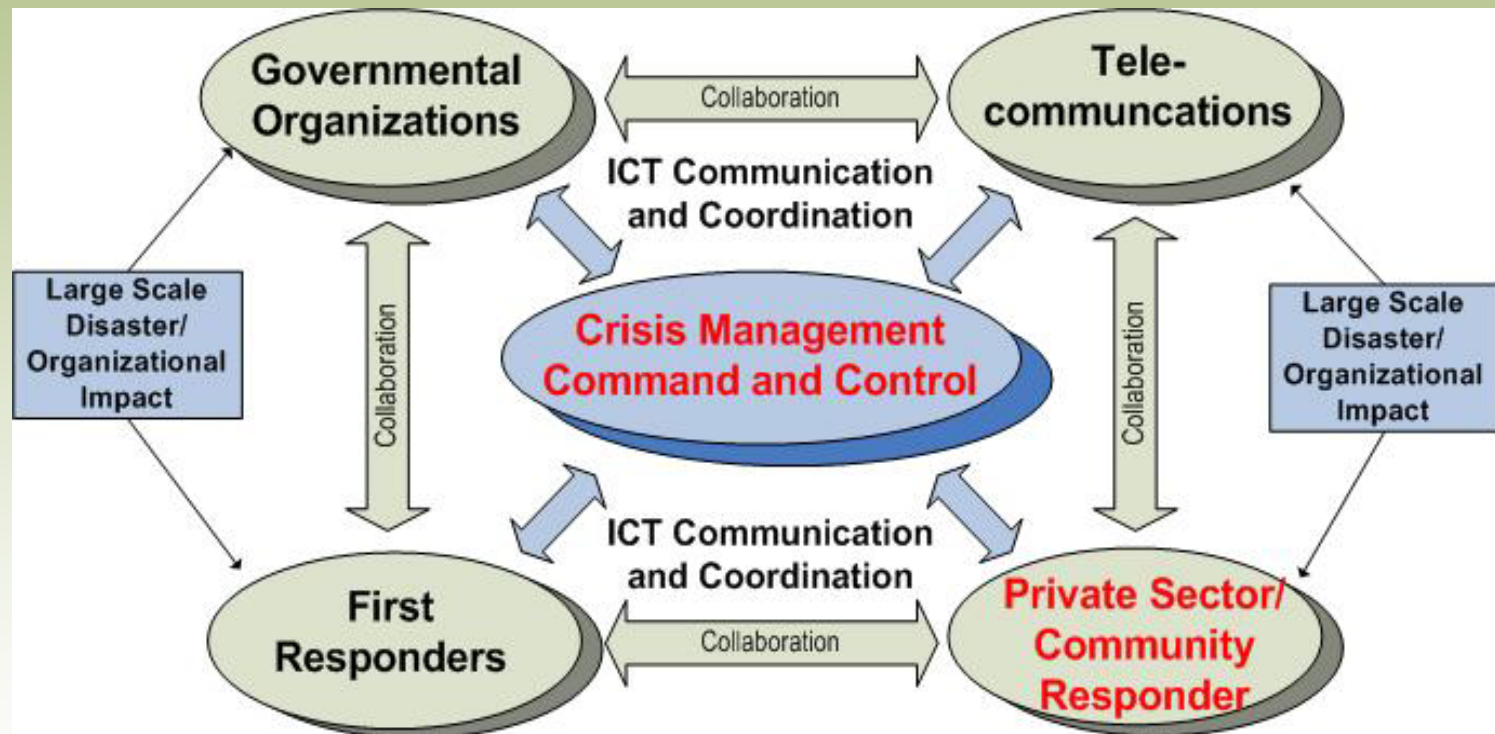 Governmental
Organizations
Collaboration
Tele-
communcations
ICT Communication
and Coordination
Large Scale
Disaster/
Organizational
Impact
Collaboration
Crisis Management
Command and Control
Collaboration
Large Scale
Disaster/
Organizational
Impact
ICT Communication
and Coordination
First
Responders
Collaboration
Private Sector/
Community
Responder